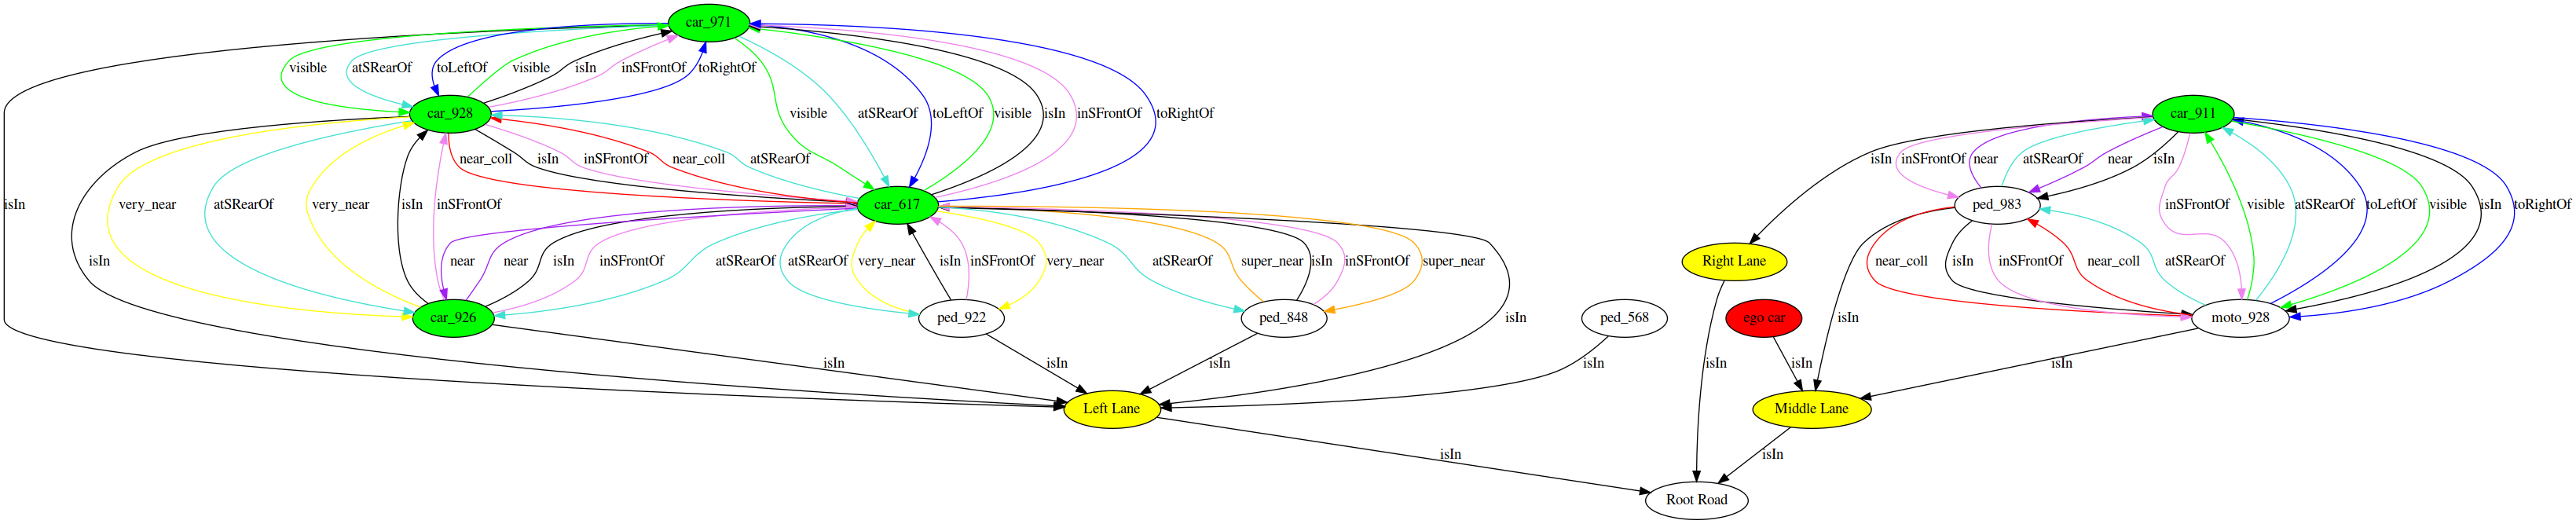 car_971
visible atSRearOf toLeftOf visible isIn inSFrontOf toRightOf
car_928 visible atSRearOf toLeftOf visible isIn inSFrontOf toRightOf car_911
near_coll isIn inSFrontOf near_coll atSRearOf isIn inSFrontOf near atSRearOf near isIn
isIn car_617 ped_983 inSFrontOf visible atSRearOf toLeftOf visible isIn toRightOf
very_near atSRearOf very_near isIn inSFrontOf
isIn near near isIn inSFrontOf atSRearOf atSRearOf very_near isIn inSFrontOf very_near atSRearOf super_near isIn inSFrontOf super_near Right Lane near_coll isIn inSFrontOf near_coll atSRearOf
car_926 ped_922 ped_848 isIn ped_568 ego car isIn moto_928
isIn isIn isIn isIn isIn isIn isIn
Left Lane Middle Lane
isIn isIn
Root Road